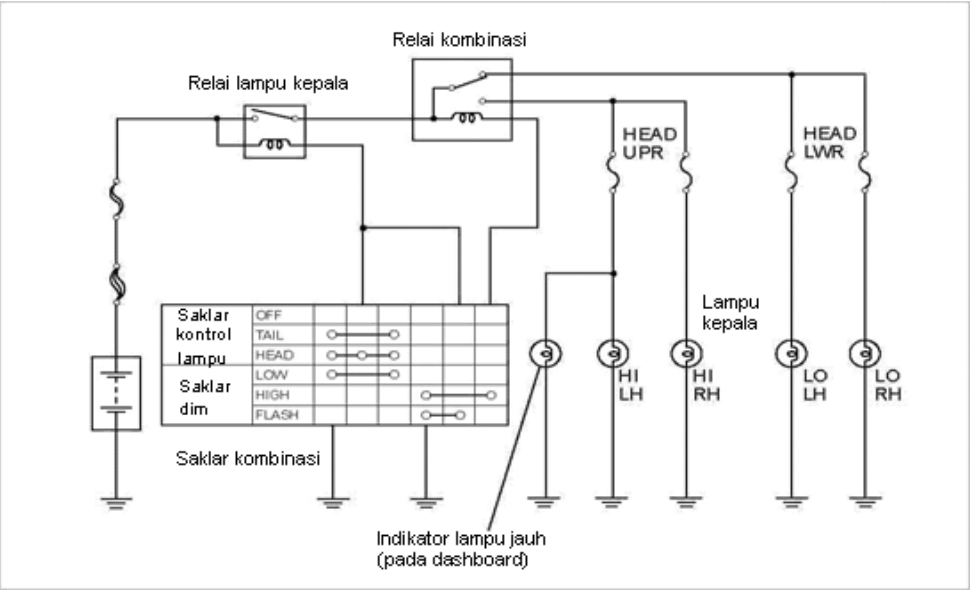 Relai kombinasi
Relai lampu kepala
HEAD
UPR
HEAD
LWR
Saklar
kontrol
lampu
OFF
TAIL
HEAD
Saklar
dim
LOW
HIGH
FLASH
Lampu
kepala
HI
LH
HI
RH
LO
LH
LO
RH
Saklar kombinasi
Indikator lampu jauh
(pada dashboard)